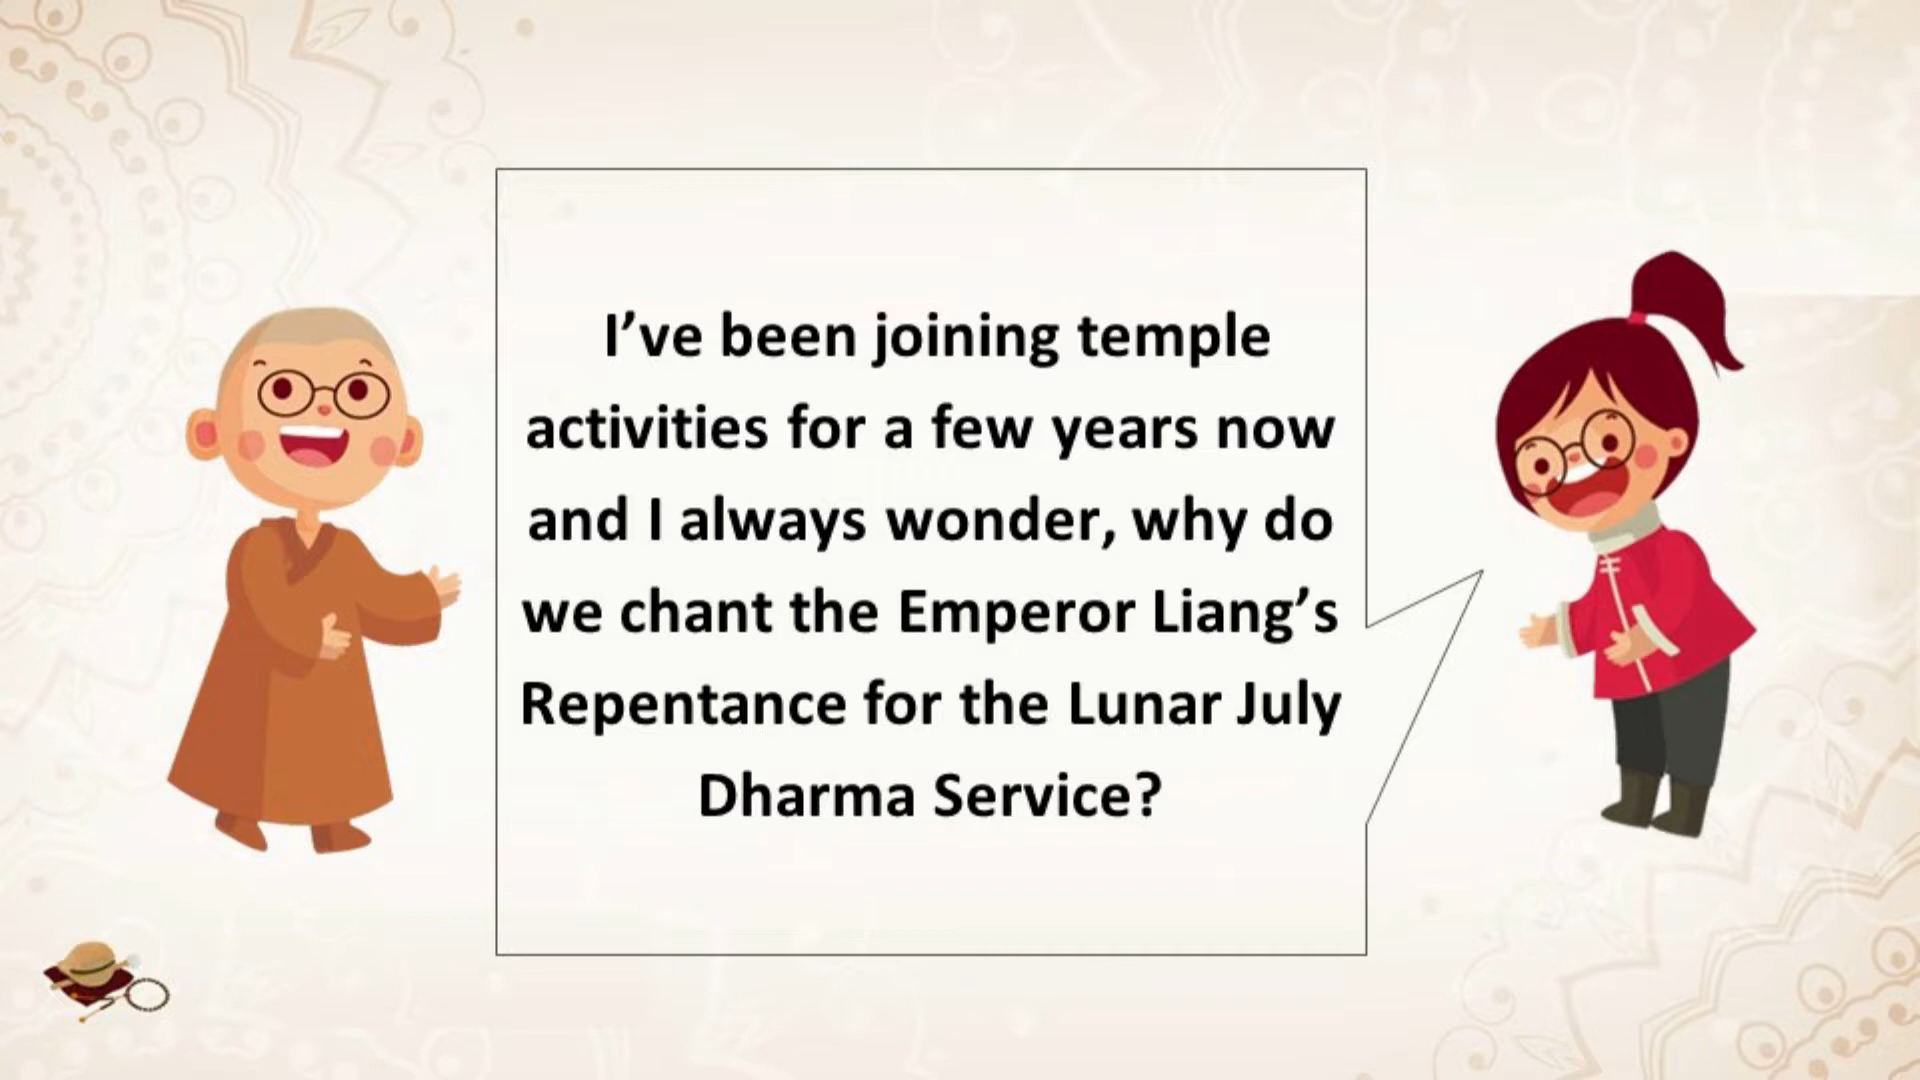 I’ve been joining temple
activities for a few years now
and I always wonder, why do
we chant the Emperor Liang’s
Repentance for the Lunar July
Dharma Service?